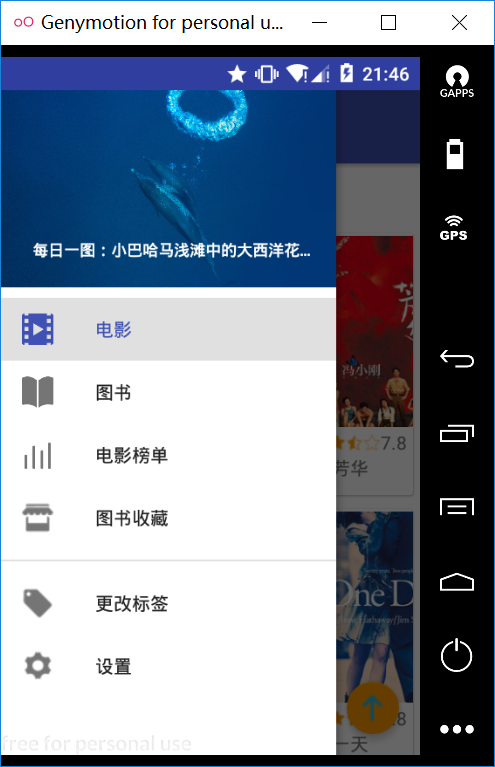 Genymotion for personal u...
GAPPS
21:46
每日一图：小巴哈马浅滩中的大西洋花...
GPS
电影
冯小刚
图书
7.8
电影榜单
芳华
图书收藏
One D
Hathaway/Jim S
更改标签
设置
8
一天
free for personal use